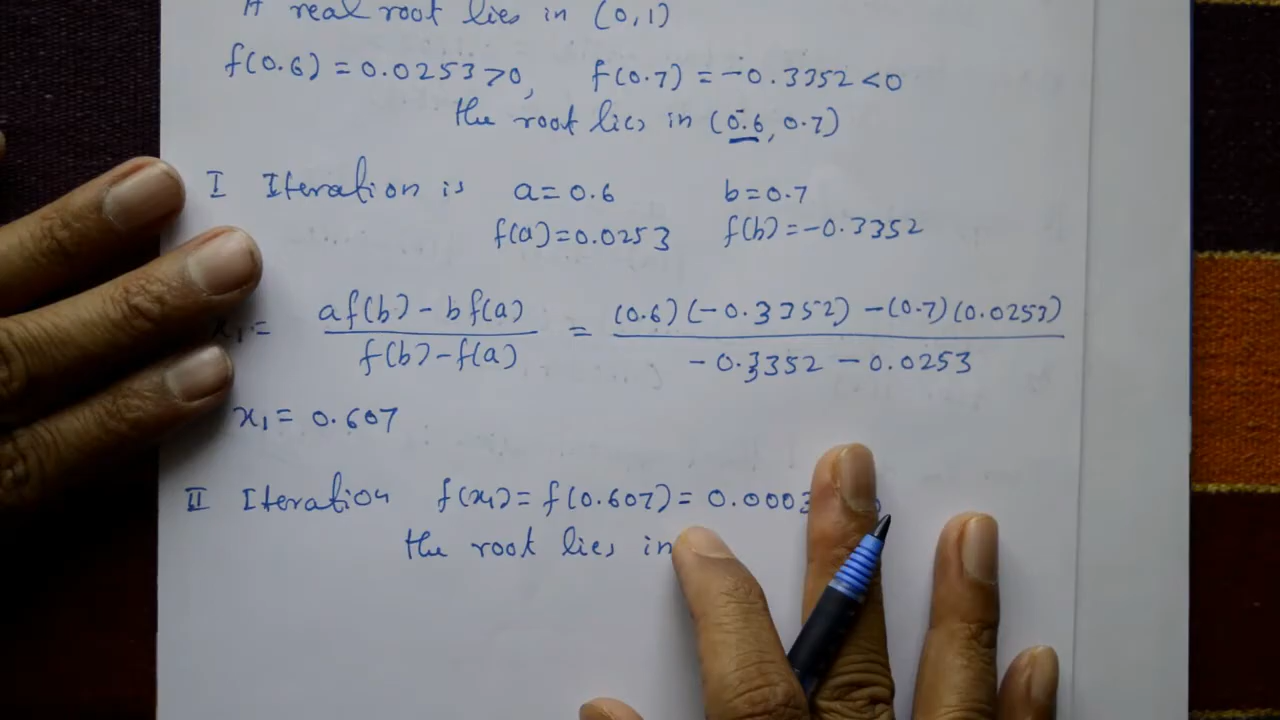 A real root lies in (0,1)
f(0.6) = 0.0253 > 0, f(0.7) = -0.3352 < 0
the root lies in (0.6, 0.7)
I Iteration is a = 0.6 b = 0.7
f(a) = 0.0253 f(b) = -0.3352
x₁ = af(b) - bf(a) / f(b) - f(a) = (0.6)(-0.3352) - (0.7)(0.0253) / -0.3352 - 0.0253
x₁ = 0.607
II Iteration f(x₁) = f(0.607) = 0.0003
the root lies in